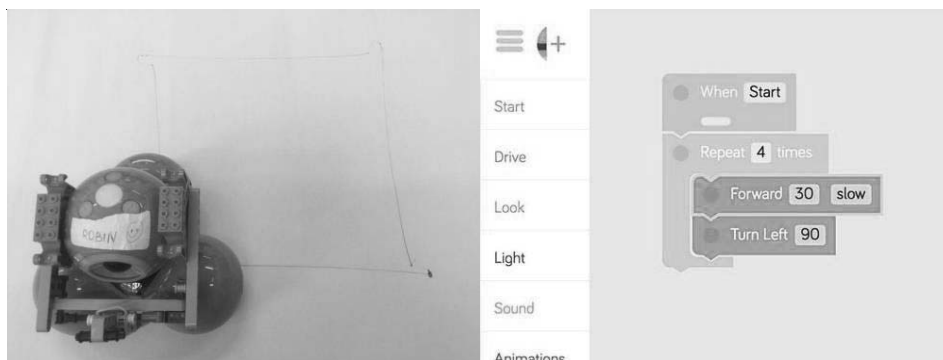 ROBIN
+
Start
Drive
Look
Light
Sound
Animations
When Start
Repeat 4 times
Forward 30 slow
Turn Left 90